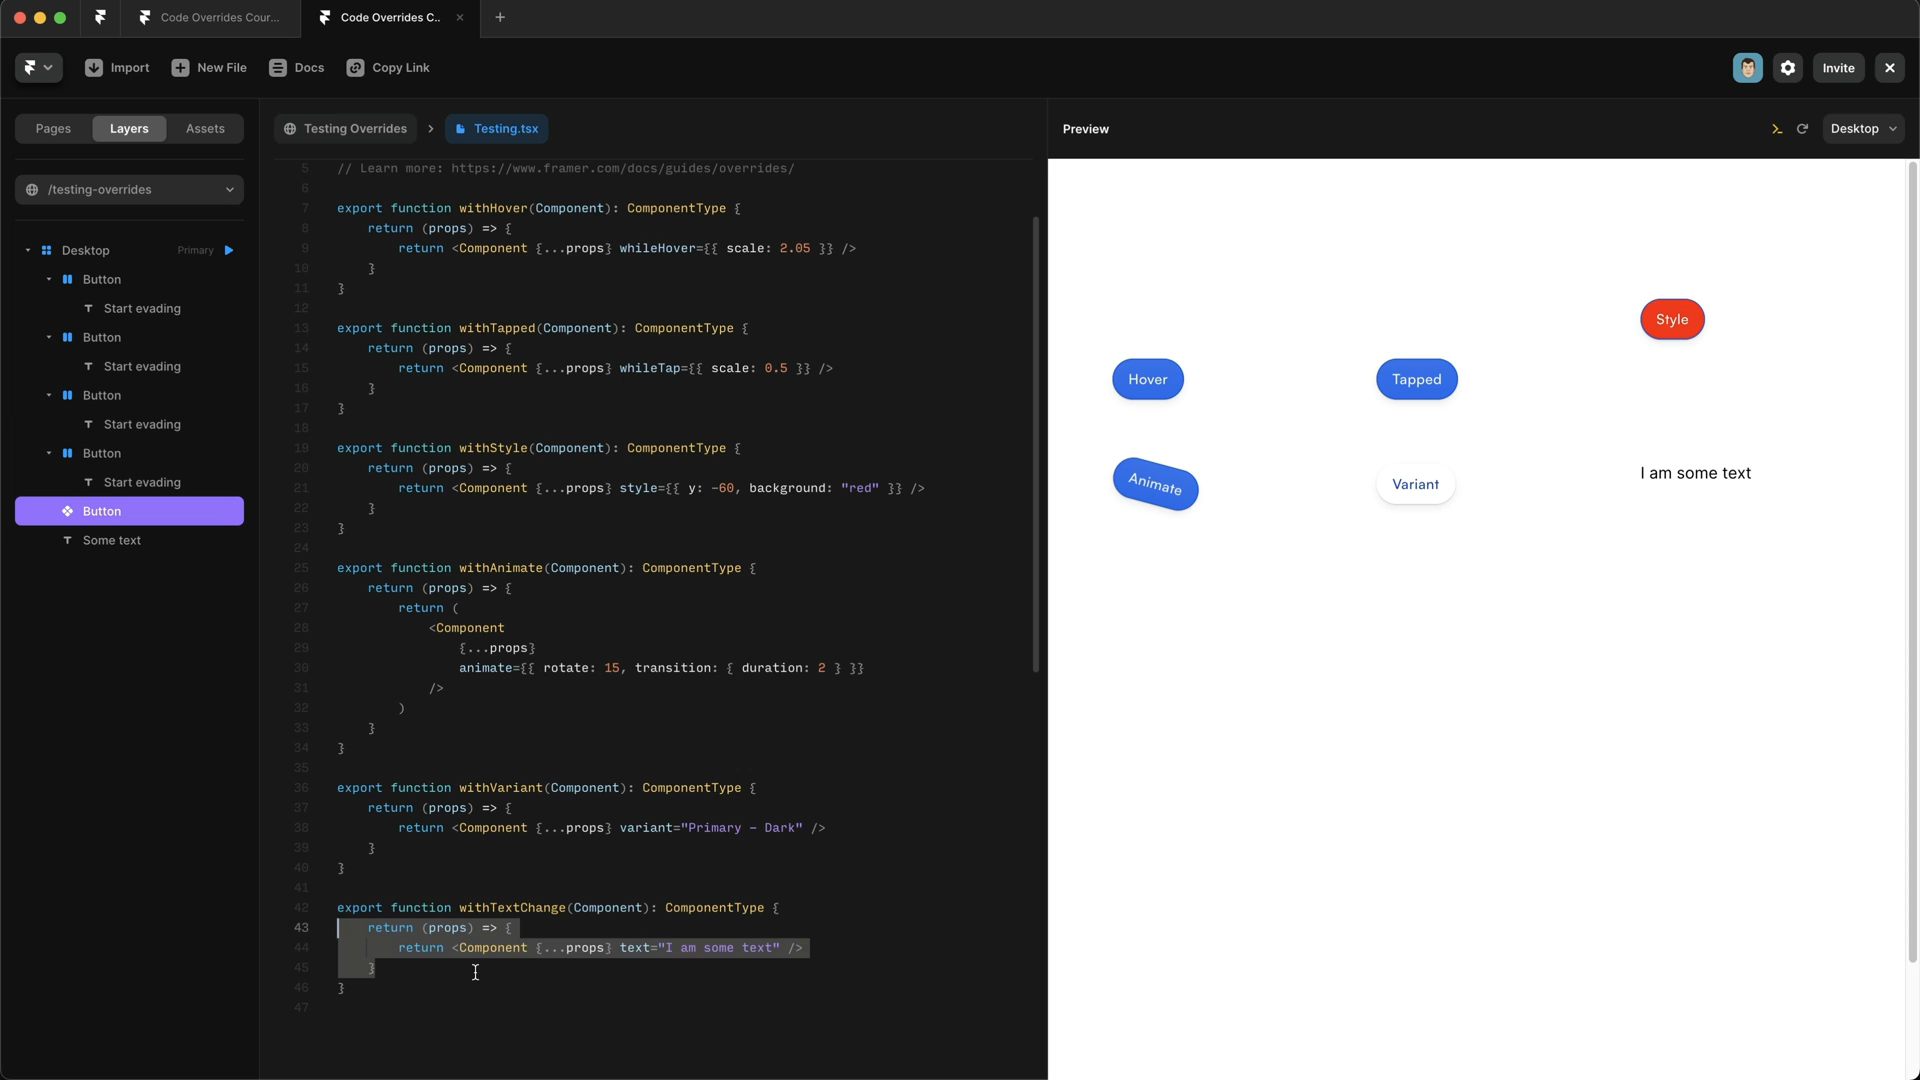 Code Overrides Cour...
Code Overrides C..
Import
New File
Docs
Copy Link
Invite
Pages
Layers
Assets
/testing-overrides
Desktop
Primary
Button
Start evading
Button
Start evading
Button
Start evading
Button
Start evading
Button
Some text
Testing Overrides
Testing.tsx
5 // Learn more: https://www.framer.com/docs/guides/overrides/
6
7 export function withHover(Component): ComponentType {
8 return (props) => {
9 return <Component {...props} whileHover={{ scale: 2.05 }} />
10 }
11 }
12
13 export function withTapped(Component): ComponentType {
14 return (props) => {
15 return <Component {...props} whileTap={{ scale: 0.5 }} />
16 }
17 }
18
19 export function withStyle(Component): ComponentType {
20 return (props) => {
21 return <Component {...props} style={{ y: -60, background: "red" }} />
22 }
23 }
24
25 export function withAnimate(Component): ComponentType {
26 return (props) => {
27 return (
28 <Component
29 {...props}
30 animate={{ rotate: 15, transition: { duration: 2 } }}
31 />
32 )
33 }
34 }
35
36 export function withVariant(Component): ComponentType {
37 return (props) => {
38 return <Component {...props} variant="Primary - Dark" />
39 }
40 }
41
42 export function withTextChange(Component): ComponentType {
43 return (props) => {
44 return <Component {...props} text="I am some text" />
45 }
46 }
47
Preview
Desktop
Style
Hover
Tapped
Animate
Variant
I am some text